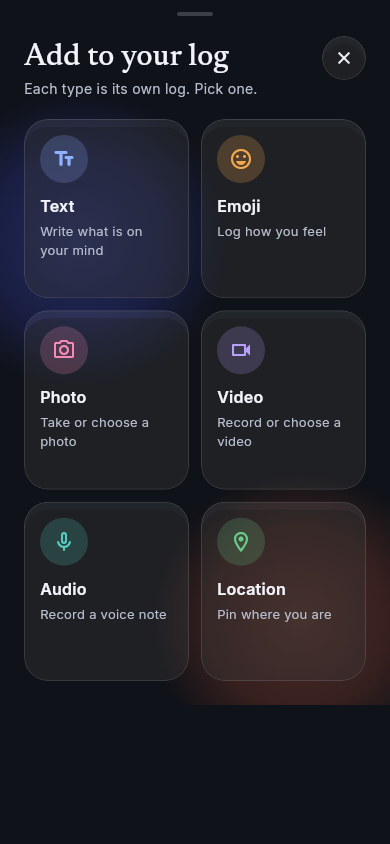 Add to your log
Each type is its own log. Pick one.
Text
Write what is on
your mind
Emoji
Log how you feel
Photo
Take or choose a
photo
Video
Record or choose a
video
Audio
Record a voice note
Location
Pin where you are